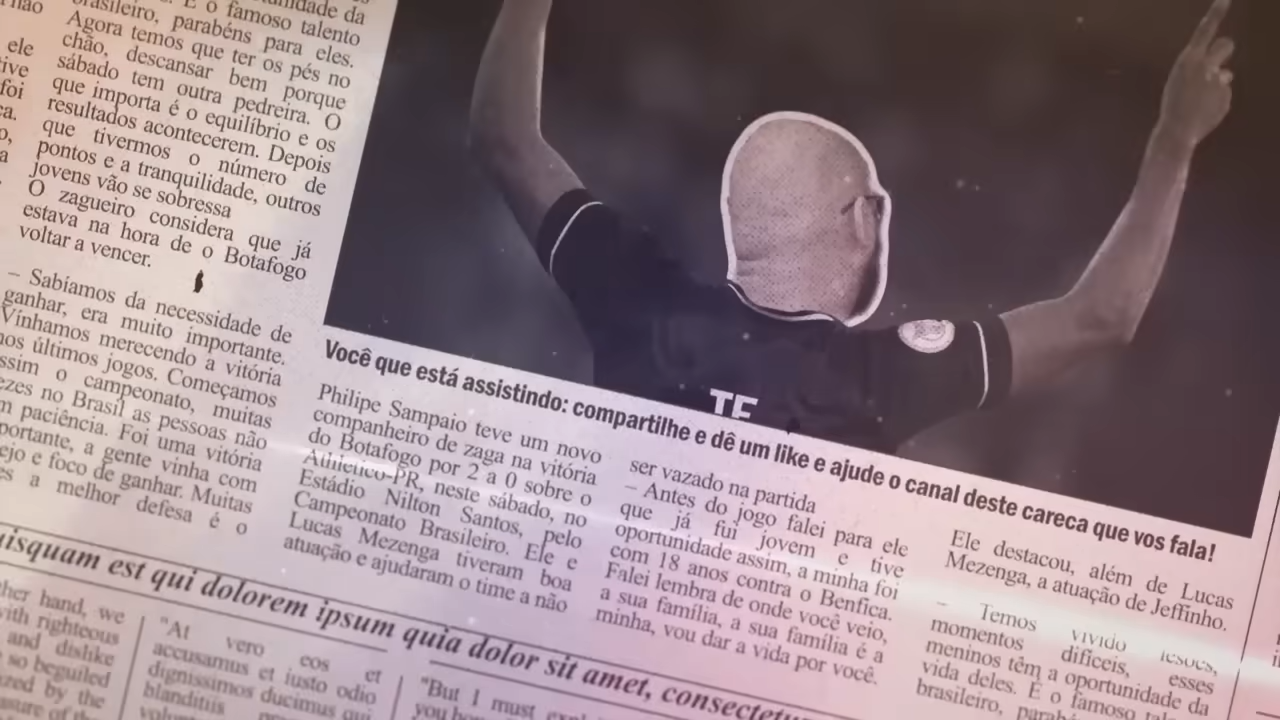 não
ele
foi
brasileiro, parabéns para eles.
Agora temos que ter os pés no
chão, descansar bem porque
sábado tem outra pedreira. O
que importa é o equilíbrio e os
resultados acontecerem. Depois
que tivermos o número de
pontos e a tranquilidade, outros
jovens vão se sobressa
O zagueiro considera que já
estava na hora de o Botafogo
voltar a vencer.
– Sabíamos da necessidade de
ganhar, era muito importante.
Vínhamos merecendo a vitória
nos últimos jogos. Começamos
assim o campeonato, muitas
vezes no Brasil as pessoas não
paciência. Foi uma vitória
portante, a gente vinha com
ejo e foco de ganhar. Muitas
es a melhor defesa é o
TE
Você que está assistindo: compartilhe e dê um like e ajude o canal deste careca que vos fala!
Philipe Sampaio teve um novo
companheiro de zaga na vitória
do Botafogo por 2 a 0 sobre o
Athletico-PR, neste sábado, no
Estádio Nilton Santos, pelo
Campeonato Brasileiro. Ele e
Lucas Mezenga tiveram boa
atuação e ajudaram o time a não
ser vazado na partida
– Antes do jogo falei para ele
que já fui jovem e tive
oportunidade assim, a minha foi
com 18 anos contra o Benfica.
Falei lembra de onde você veio,
a sua família, a sua família é a
minha, vou dar a vida por você.
Ele destacou, além de Lucas
Mezenga, a atuação de Jeffinho.
– Temos vivido
momentos difíceis, esses
meninos têm a oportunidade da
vida deles. E o famoso
brasileiro,
uisquam est qui dolorem ipsum quia dolor sit amet, consectetu
ther hand, we
with righteous
and dislike
so beguiled
by the
"At vero eos et
accusamus et iusto odio
dignissimos ducimus qui
blanditiis
"But I must